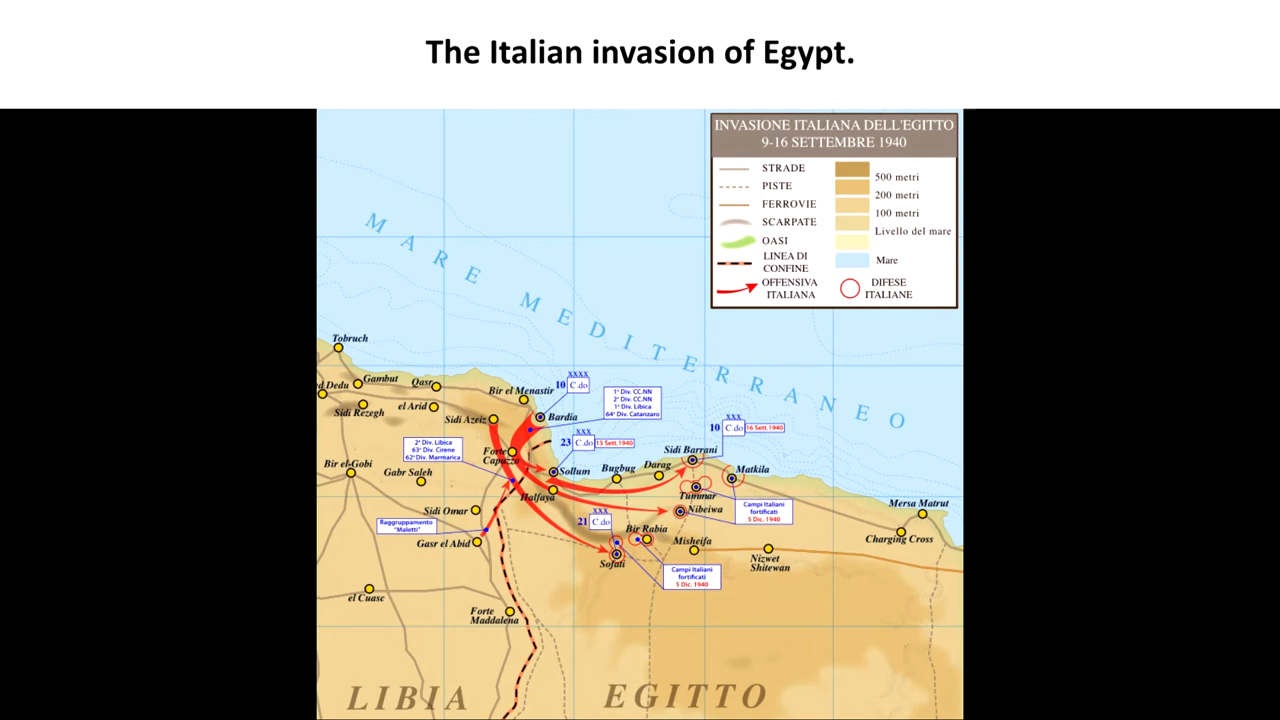 The Italian invasion of Egypt.
INVASIONE ITALIANA DELL'EGITTO
9-16 SETTEMBRE 1940
STRADE
PISTE
FERROVIE
SCARPATE
OASI
LINEA DI
CONFINE
OFFENSIVA
ITALIANA
500 metri
200 metri
100 metri
Livello del mare
Mare
DIFESE
ITALIANE
MARE MEDITERRANEO
Tobruch
Gambut
Qasr
d Dedu
Sidi Rezegh
el Arid
Sidi Azeiz
Bir el Menastir
XXXX
10 C.do
Bardia
1ª Div. CC.NN
2ª Div. CC.NN
1ª Div. Libica
64ª Div. Catanzaro
XXX
23 C.do 13 Sett.1940
XXX
10 C.do 16 Sett.1940
2ª Div. Libica
63ª Div. Cirene
62ª Div. Marmarica
Forte
Capuzzo
Sollum
Bugbug
Darag
Sidi Barrani
Matkila
Bir el-Gobi
Gabr Saleh
Halfaya
Tummar
Nibeiwa
Campi Italiani
fortificati
5 Dic. 1940
Mersa Matrut
Charging Cross
Sidi Omar
Raggruppamento
"Maletti"
Gasr el Abid
XXX
21 C.do
Bir Rabia
Sofafi
Misheifa
Nizwet
Shitewan
Campi Italiani
fortificati
5 Dic. 1940
el Cuasc
Forte
Maddalena
LIBIA
EGITTO